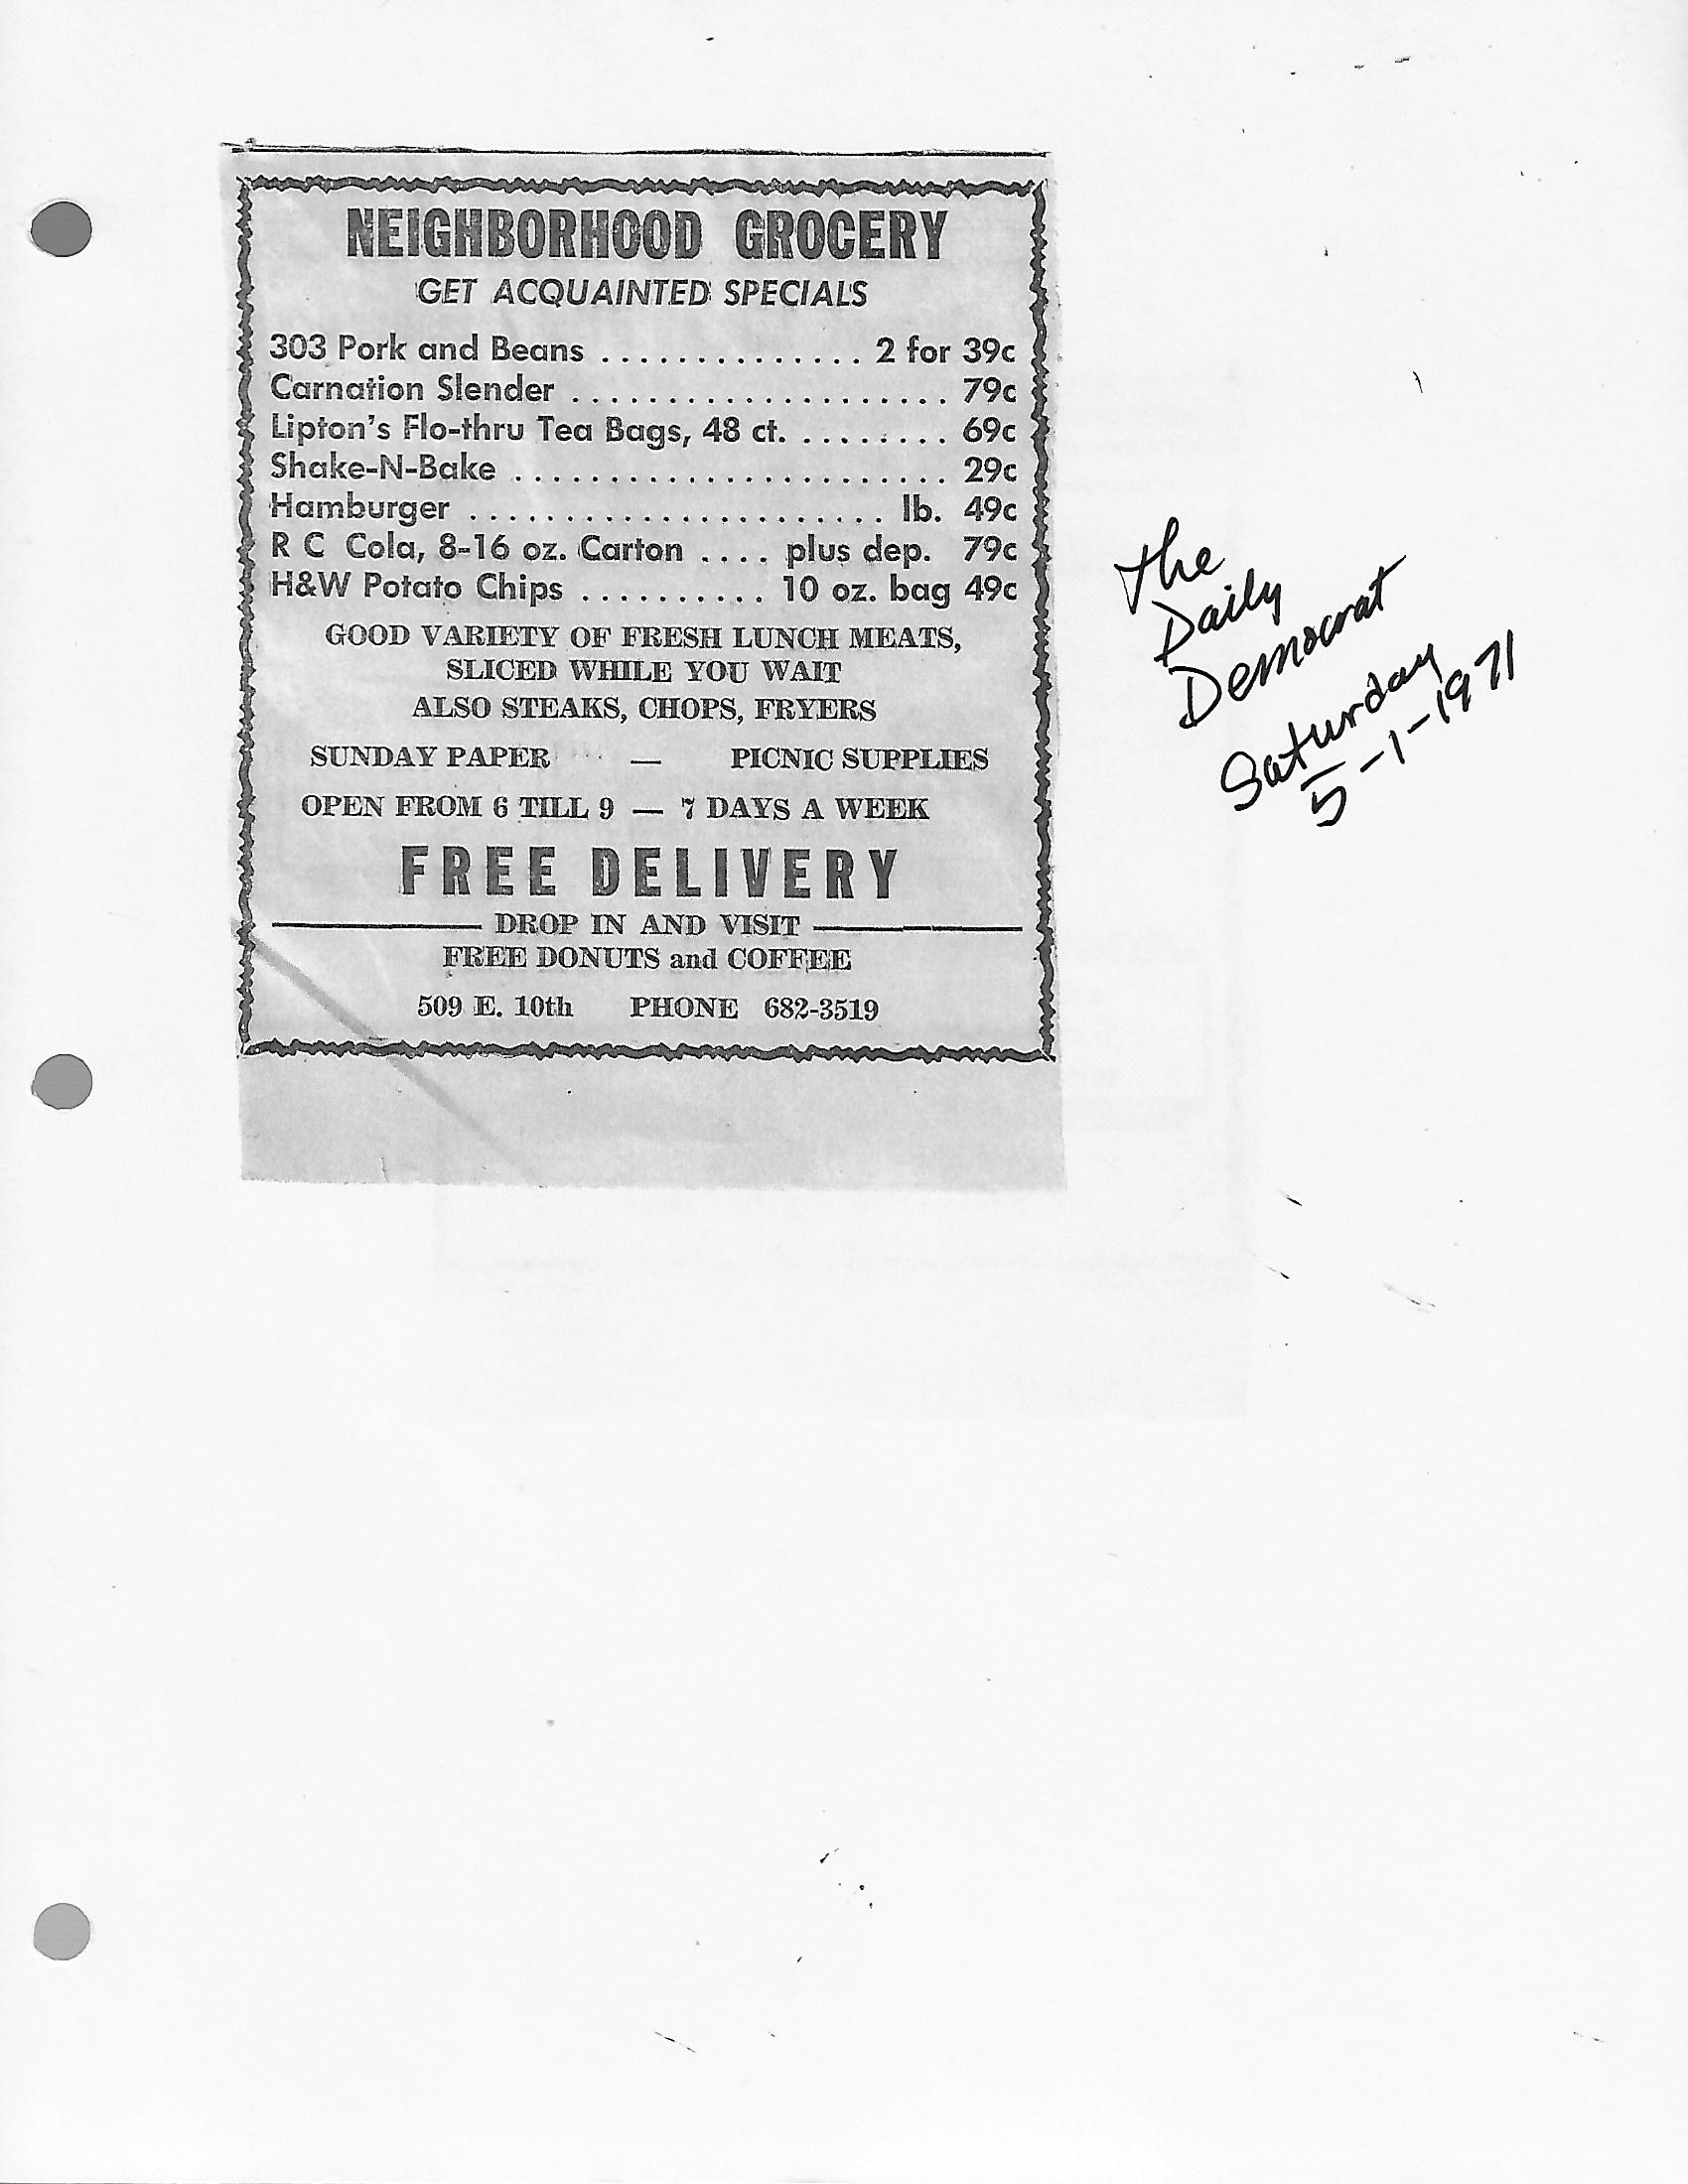 NEIGHBORHOOD GROCERY
GET ACQUAINTED SPECIALS
303 Pork and Beans .............. 2 for 39c
Carnation Slender .................... 79c
Lipton's Flo-thru Tea Bags, 48 ct. ......... 69c
Shake-N-Bake ....................... 29c
Hamburger ...................... lb. 49c
R C Cola, 8-16 oz. Carton .... plus dep. 79c
H&W Potato Chips .......... 10 oz. bag 49c
GOOD VARIETY OF FRESH LUNCH MEATS,
SLICED WHILE YOU WAIT
ALSO STEAKS, CHOPS, FRYERS
SUNDAY PAPER — PICNIC SUPPLIES
OPEN FROM 6 TILL 9 — 7 DAYS A WEEK
FREE DELIVERY
DROP IN AND VISIT
FREE DONUTS and COFFEE
509 E. 10th PHONE 682-3519
the
Daily
Democrat
Saturday
5-1-1971